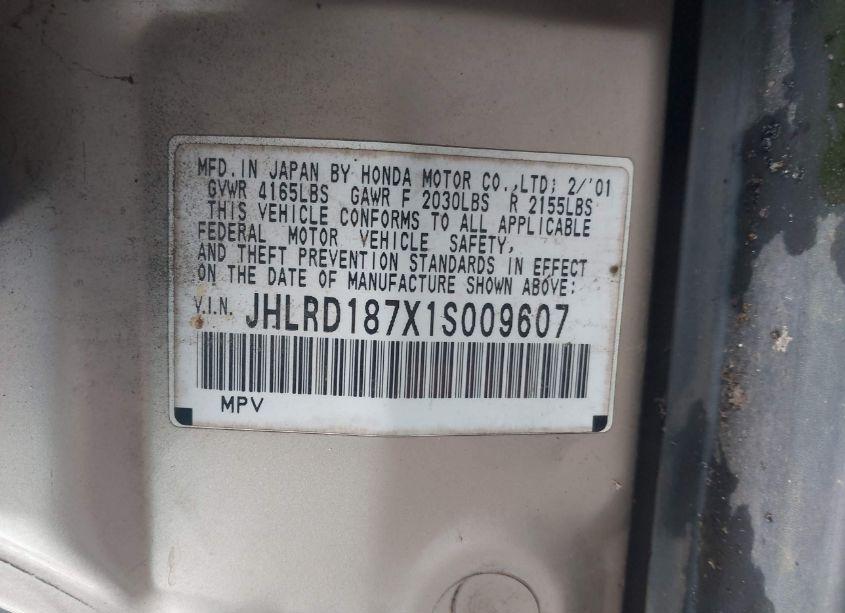 MFD. IN JAPAN BY HONDA MOTOR CO.,LTD; 2/'01
GVWR 4165LBS GAWR F 2030LBS R 2155LBS
THIS VEHICLE CONFORMS TO ALL APPLICABLE
FEDERAL MOTOR VEHICLE SAFETY,
AND THEFT PREVENTION STANDARDS IN EFFECT
ON THE DATE OF MANUFACTURE SHOWN ABOVE:
V.I.N. JHLRD187X1S009607
MPV